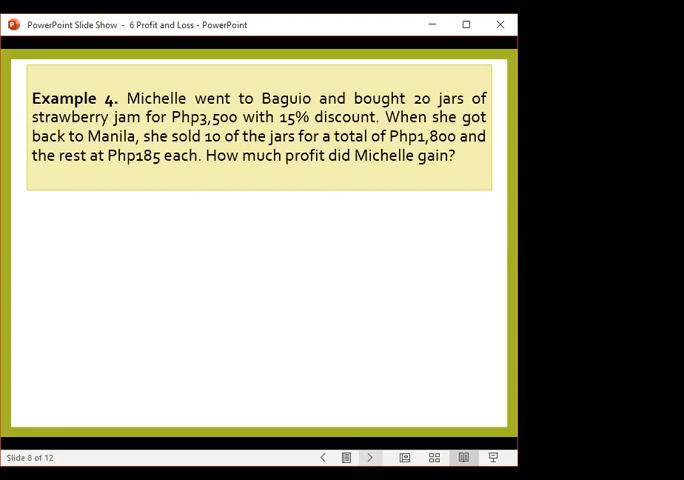 PowerPoint Slide Show - 6 Profit and Loss - PowerPoint
Example 4. Michelle went to Baguio and bought 20 jars of
strawberry jam for Php3,500 with 15% discount. When she got
back to Manila, she sold 10 of the jars for a total of Php1,800 and
the rest at Php185 each. How much profit did Michelle gain?
Slide 8 of 12